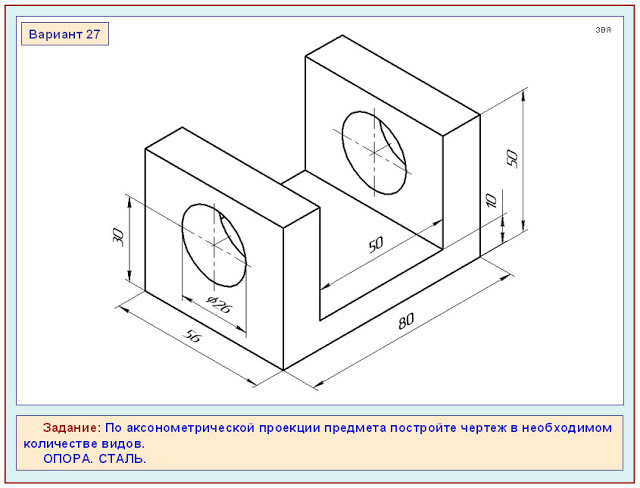 Вариант 27
ЗВЯ
50
10
30
50
⌀26
56
80
Задание: По аксонометрической проекции предмета постройте чертеж в необходимом
количестве видов.
ОПОРА. СТАЛЬ.